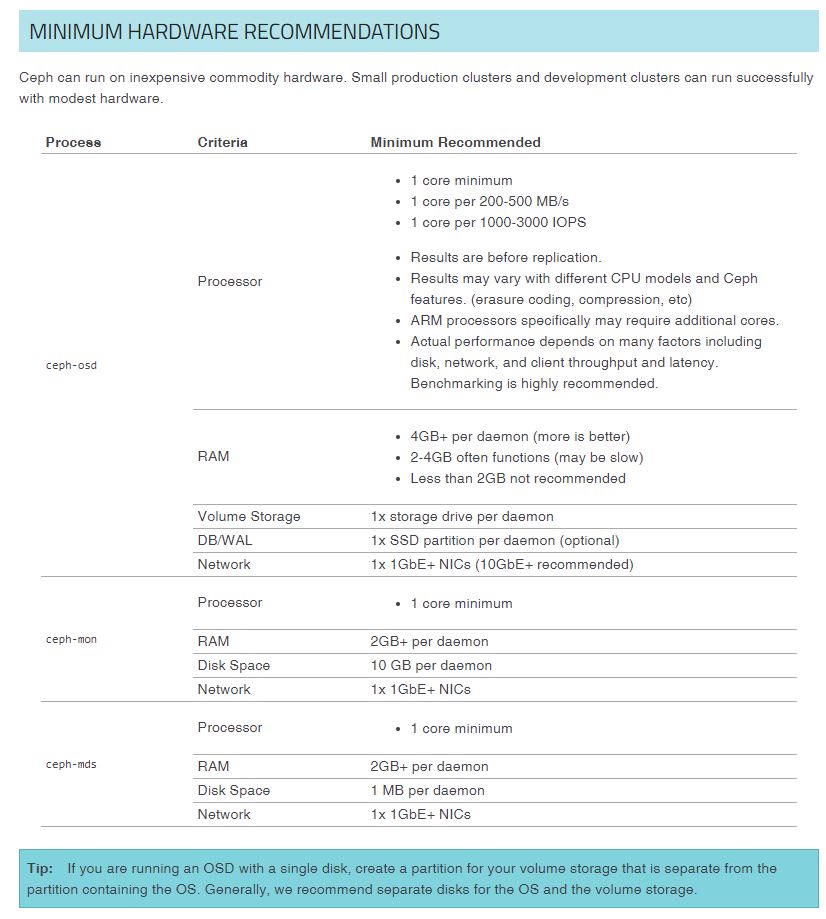 MINIMUM HARDWARE RECOMMENDATIONS
Ceph can run on inexpensive commodity hardware. Small production clusters and development clusters can run successfully
with modest hardware.
Process Criteria Minimum Recommended
ceph-osd
Processor
• 1 core minimum
• 1 core per 200-500 MB/s
• 1 core per 1000-3000 IOPS
• Results are before replication.
• Results may vary with different CPU models and Ceph
features. (erasure coding, compression, etc)
• ARM processors specifically may require additional cores.
• Actual performance depends on many factors including
disk, network, and client throughput and latency.
Benchmarking is highly recommended.
RAM
• 4GB+ per daemon (more is better)
• 2-4GB often functions (may be slow)
• Less than 2GB not recommended
Volume Storage 1x storage drive per daemon
DB/WAL 1x SSD partition per daemon (optional)
Network 1x 1GbE+ NICs (10GbE+ recommended)
ceph-mon
Processor • 1 core minimum
RAM 2GB+ per daemon
Disk Space 10 GB per daemon
Network 1x 1GbE+ NICs
ceph-mds
Processor • 1 core minimum
RAM 2GB+ per daemon
Disk Space 1 MB per daemon
Network 1x 1GbE+ NICs
Tip: If you are running an OSD with a single disk, create a partition for your volume storage that is separate from the
partition containing the OS. Generally, we recommend separate disks for the OS and the volume storage.